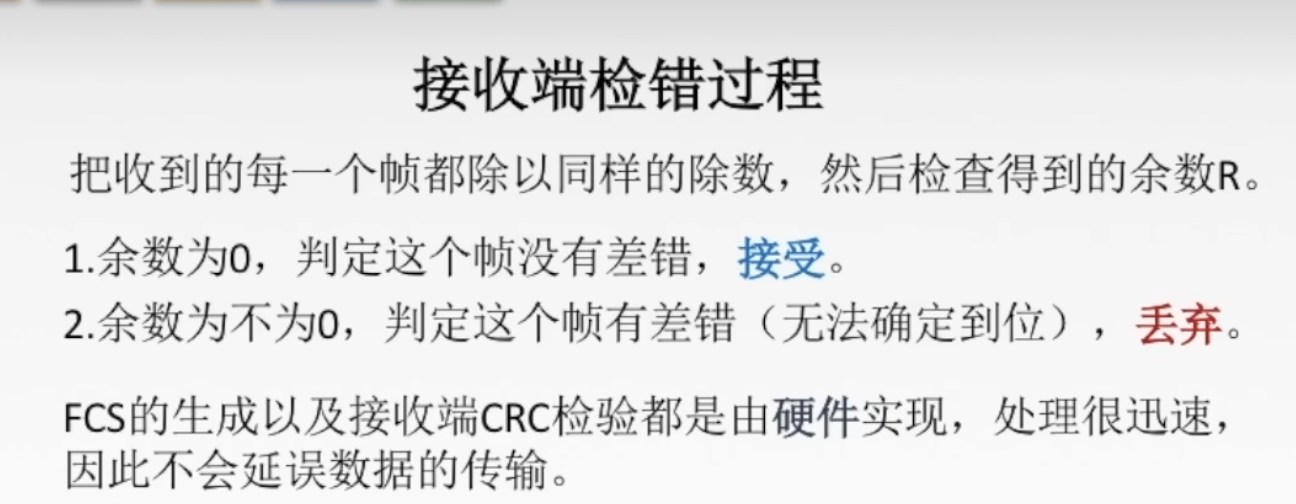 接收端检错过程
把收到的每一个帧都除以同样的除数，然后检查得到的余数R。
1.余数为0，判定这个帧没有差错，接受。
2.余数为不为0，判定这个帧有差错（无法确定到位），丢弃。
FCS的生成以及接收端CRC检验都是由硬件实现，处理很迅速，
因此不会延误数据的传输。